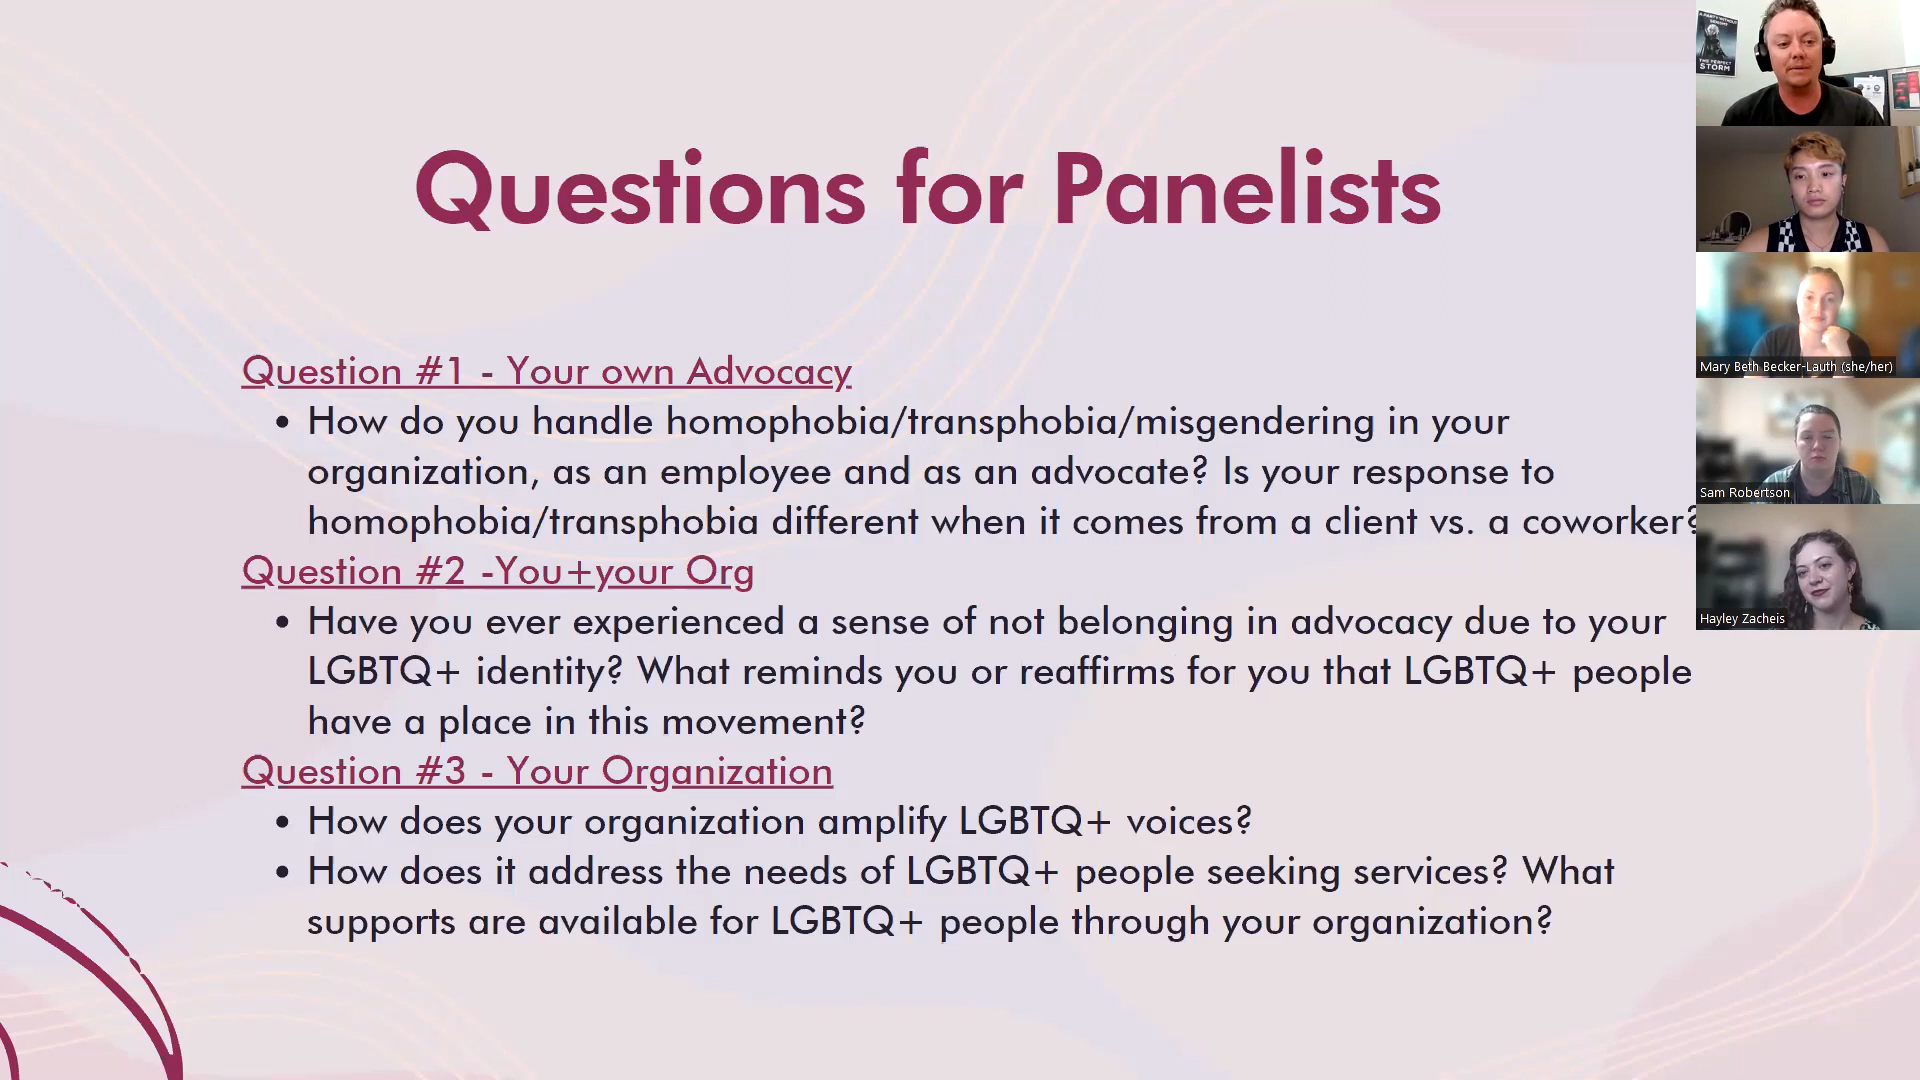 Questions for Panelists
Question #1 - Your own Advocacy
• How do you handle homophobia/transphobia/misgendering in your
organization, as an employee and as an advocate? Is your response to
homophobia/transphobia different when it comes from a client vs. a coworker?
Question #2 -You+your Org
• Have you ever experienced a sense of not belonging in advocacy due to your
LGBTQ+ identity? What reminds you or reaffirms for you that LGBTQ+ people
have a place in this movement?
Question #3 - Your Organization
• How does your organization amplify LGBTQ+ voices?
• How does it address the needs of LGBTQ+ people seeking services? What
supports are available for LGBTQ+ people through your organization?
THE PERFECT
STORM
Mary Beth Becker-Lauth (she/her)
Sam Robertson
Hayley Zacheis